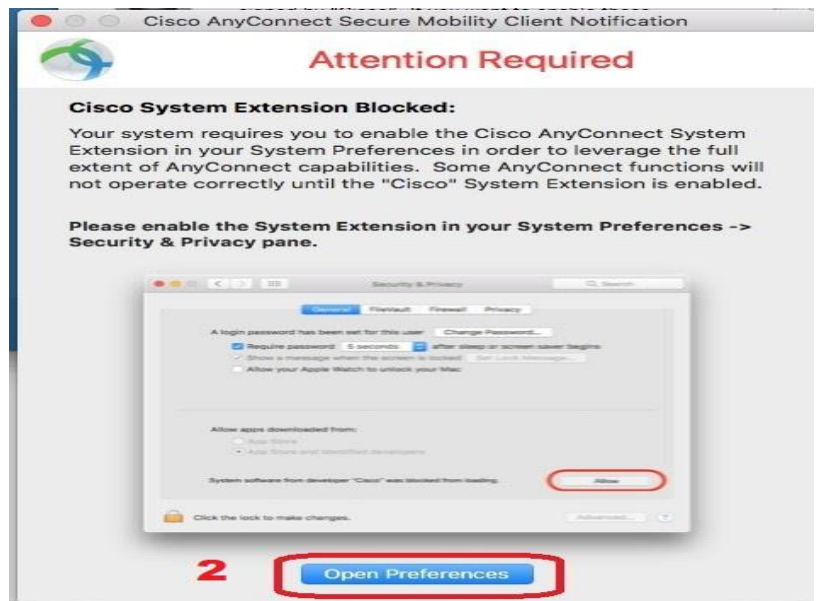 Cisco AnyConnect Secure Mobility Client Notification
Attention Required
Cisco System Extension Blocked:
Your system requires you to enable the Cisco AnyConnect System
Extension in your System Preferences in order to leverage the full
extent of AnyConnect capabilities. Some AnyConnect functions will
not operate correctly until the "Cisco" System Extension is enabled.
Please enable the System Extension in your System Preferences ->
Security & Privacy pane.
Security & Privacy
Search
General FileVault Firewall Privacy
A login password has been set for this user Change Password...
Require password 5 seconds after sleep or screen saver begins
Show a message when the screen is locked Set Lock Message...
Allow your Apple Watch to unlock your Mac
Allow apps downloaded from:
App Store
App Store and identified developers
System software from developer "Cisco" was blocked from loading. Allow
Click the lock to make changes. Advanced... ?
2 Open Preferences